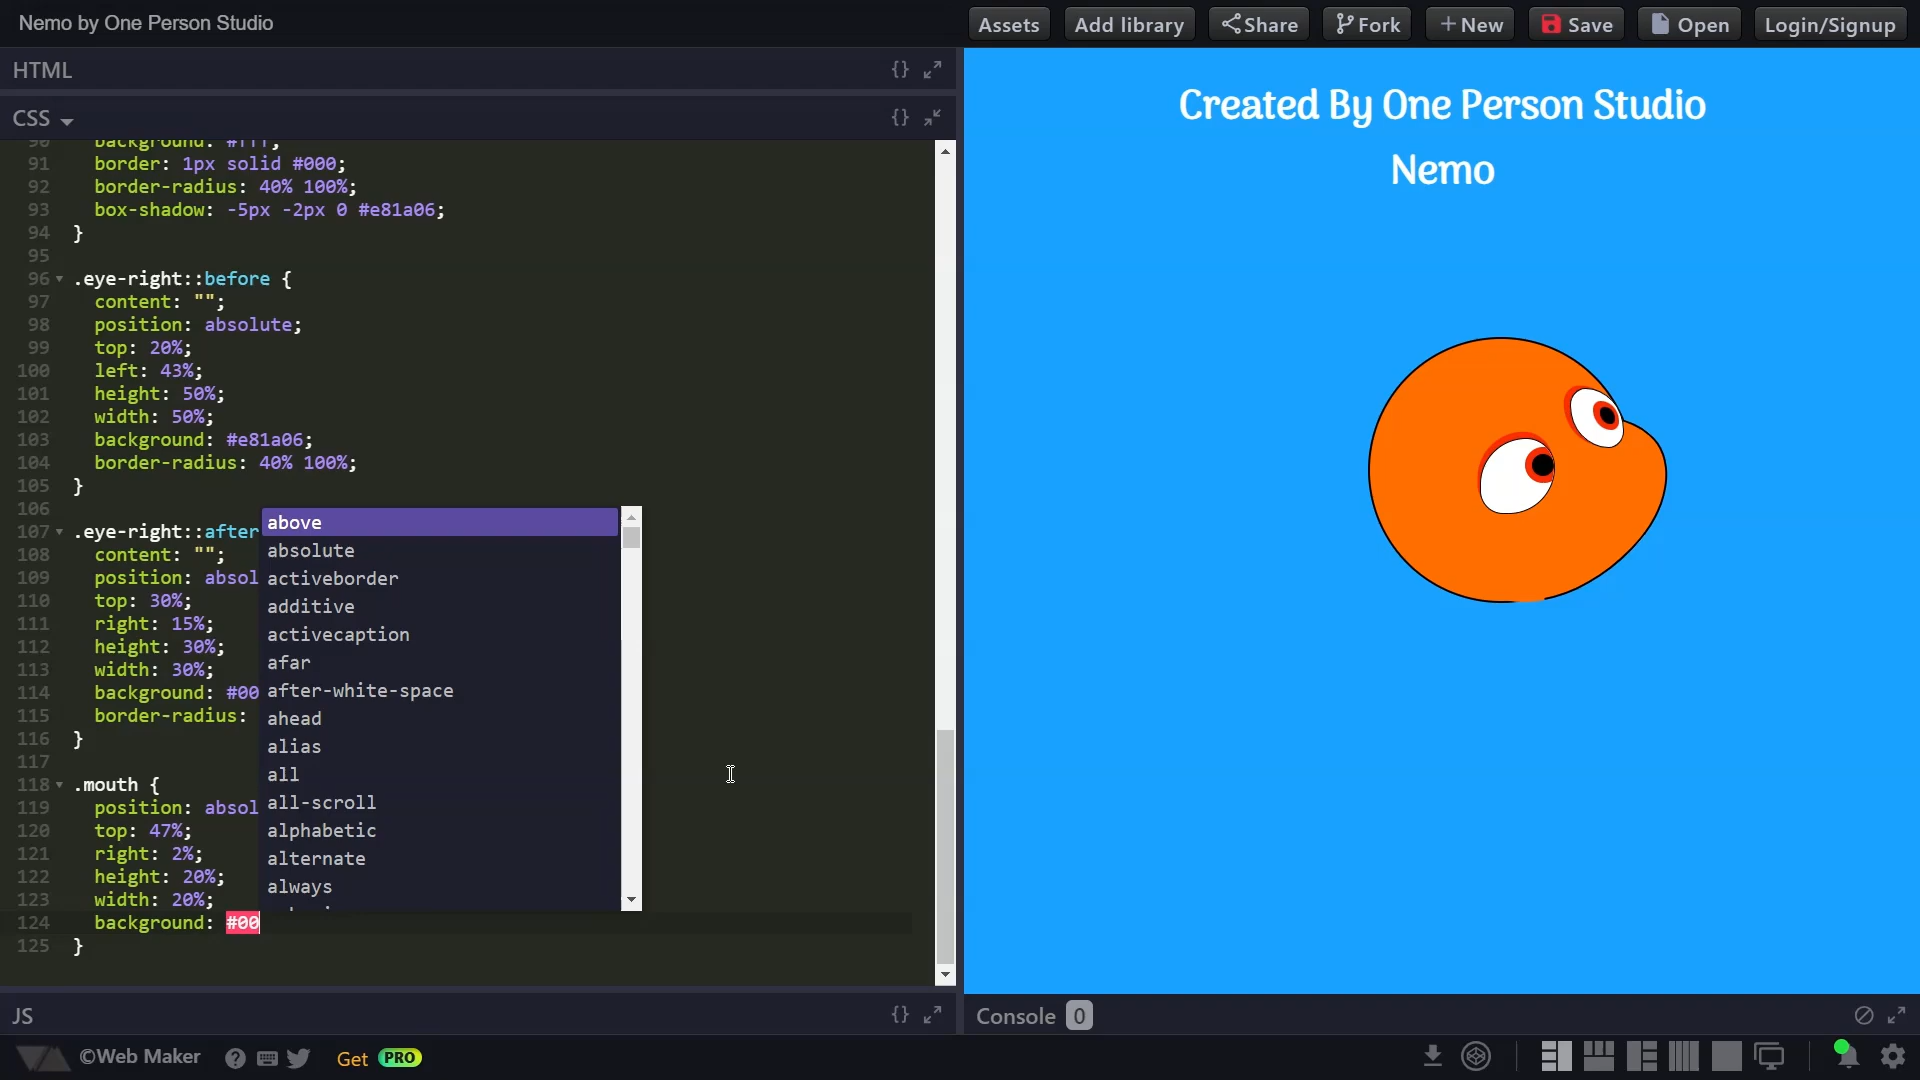 Nemo by One Person Studio
Assets
Add library
Share
Fork
+ New
Save
Open
Login/Signup
HTML
{}
CSS
{}
90 background: #fff;
91 border: 1px solid #000;
92 border-radius: 40% 100%;
93 box-shadow: -5px -2px 0 #e81a06;
94 }
95
96 .eye-right::before {
97 content: "";
98 position: absolute;
99 top: 20%;
100 left: 43%;
101 height: 50%;
102 width: 50%;
103 background: #e81a06;
104 border-radius: 40% 100%;
105 }
106
107 .eye-right::after
108 content: "";
109 position: absol
110 top: 30%;
111 right: 15%;
112 height: 30%;
113 width: 30%;
114 background: #00
115 border-radius:
116 }
117
118 .mouth {
119 position: absol
120 top: 47%;
121 right: 2%;
122 height: 20%;
123 width: 20%;
124 background: #00
125 }
above
absolute
activeborder
additive
activecaption
afar
after-white-space
ahead
alias
all
all-scroll
alphabetic
alternate
always
JS
{}
Created By One Person Studio
Nemo
Console 0
©Web Maker
?
Get PRO